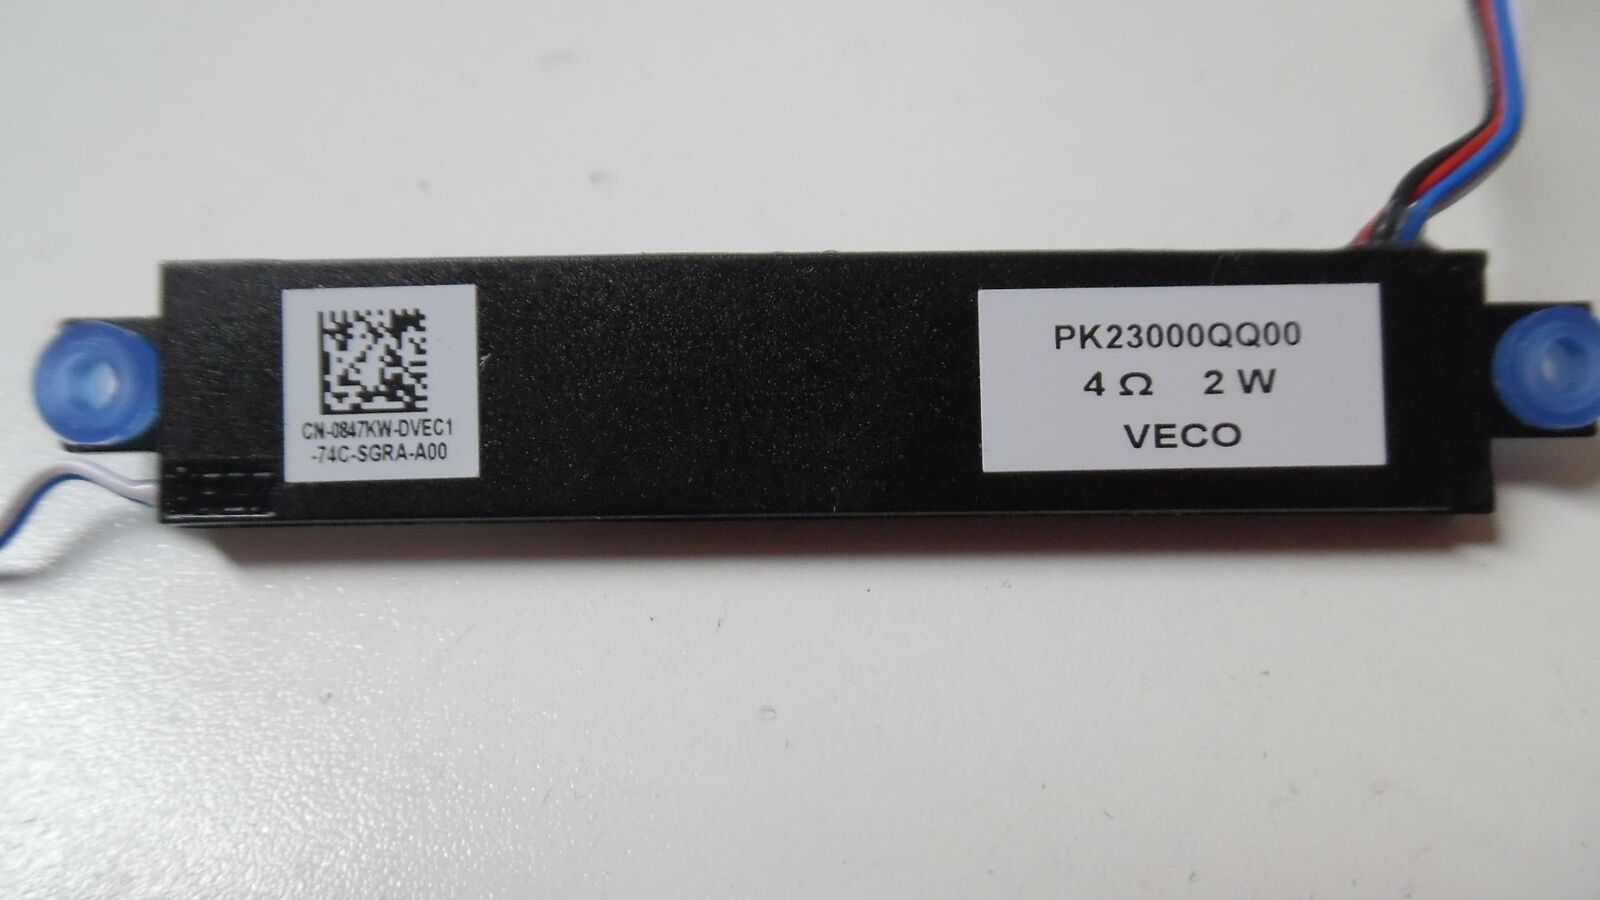 CN-0847KW-DVEC1
-74C-SGRA-A00
PK23000QQ00
4 Ω 2 W
VECO